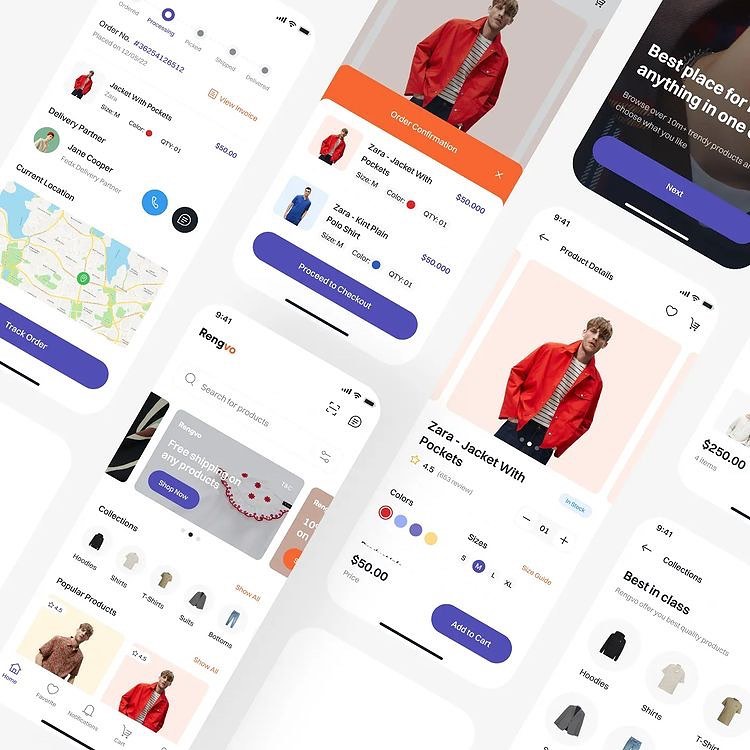 Ordered
Processing
Picked
Shipped
Delivered
Order No. #36254126512
Placed on 12/05/22
View Invoice
Jacket With Pockets
Zara
Size: M Color: QTY: 01
$50.00
Delivery Partner
Jane Cooper
Fedx Delivery Partner
Current Location
Track Order
Order Confirmation
Zara - Jacket With
Pockets
$50.000
Size: M Color: QTY: 01
Zara - Kint Plain
Polo Shirt
$50.000
Size: M Color: QTY: 01
Proceed to Checkout
Best place for
anything in one
Browse over 10m+ trendy products
choose what you like
Next
9:41
Rengvo
Search for products
Rengvo
Free shipping on
any products
T&C
Shop Now
10
on
Collections
Show All
Hoodies
Shirts
T-Shirts
Suits
Bottoms
Popular Products
Show All
4.5
4.5
Home
Favorite
Notifications
Cart
9:41
Product Details
Zara - Jacket With
Pockets
4.5 (653 review)
In Stock
Colors
01
Sizes
S M L XL
Size Guide
$50.00
Price
Add to Cart
$250.00
4 items
9:41
Collections
Best in class
Rengvo offer you best quality products
Hoodies
Shirts